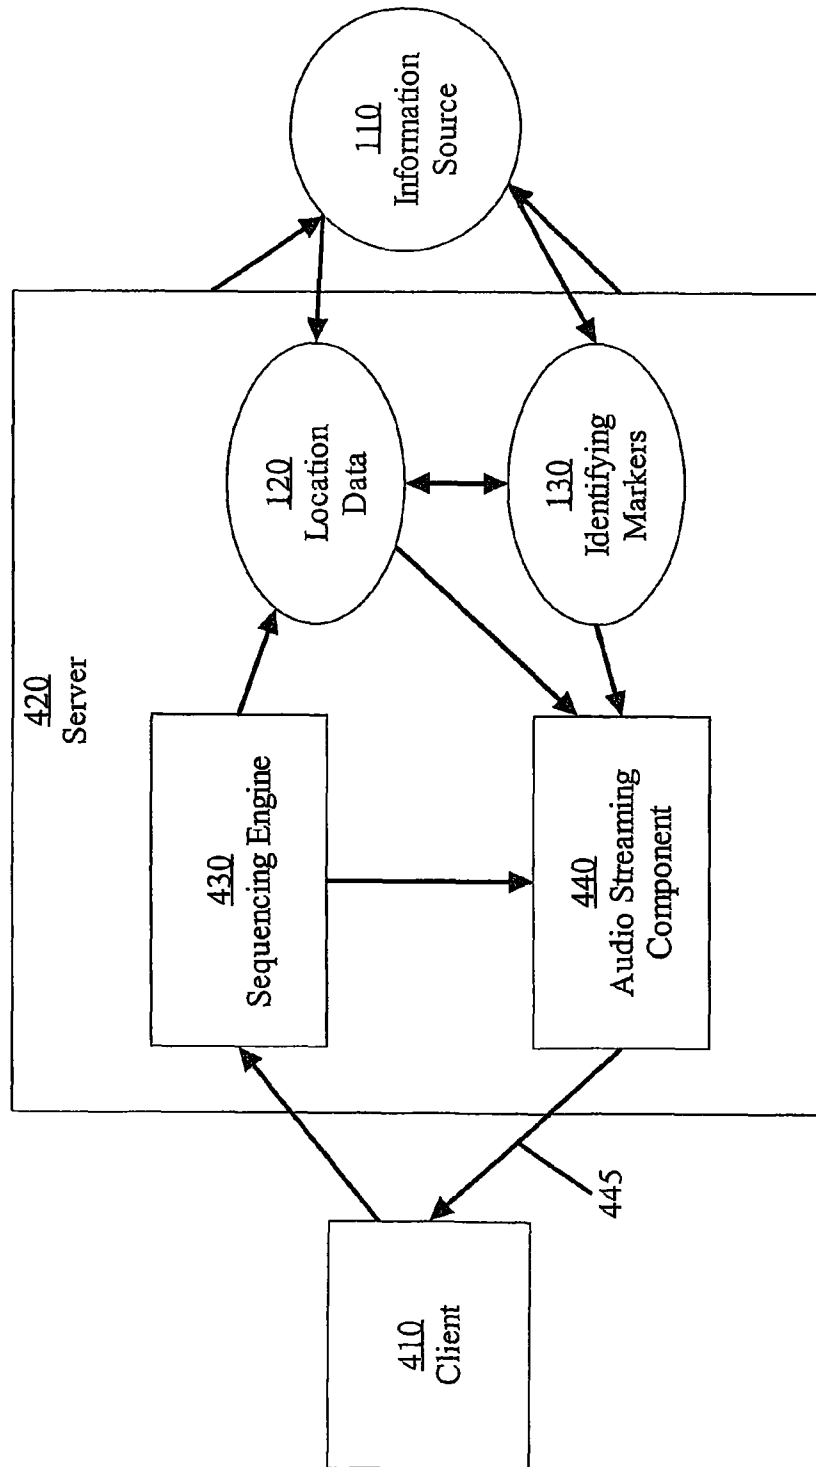 420
Server
410
Client
430
Sequencing Engine
440
Audio Streaming
Component
445
120
Location
Data
130
Identifying
Markers
110
Information
Source